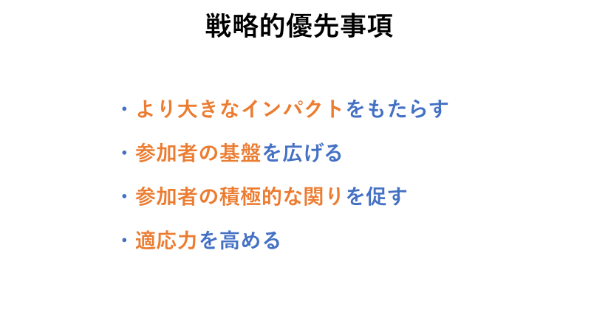 戦略的優先事項
・より大きなインパクトをもたらす
・参加者の基盤を広げる
・参加者の積極的な関りを促す
・適応力を高める